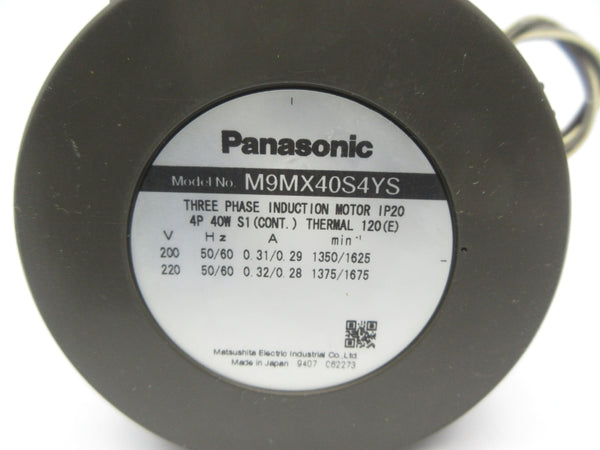 Panasonic
Model No. M9MX40S4YS
THREE PHASE INDUCTION MOTOR IP20
4P 40W S1(CONT.) THERMAL 120(E)
V Hz A min⁻¹
200 50/60 0.31/0.29 1350/1625
220 50/60 0.32/0.28 1375/1675
Matsushita Electric Industrial Co.,Ltd
Made in Japan 9407 C62273